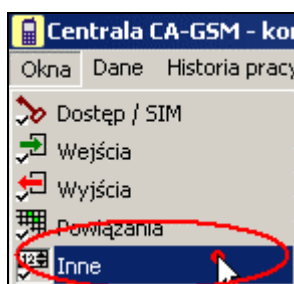 Centrala CA-GSM - ko
Okna Dane Historia pracy
Dostęp / SIM
Wejścia
Wyjścia
Powiązania
Inne